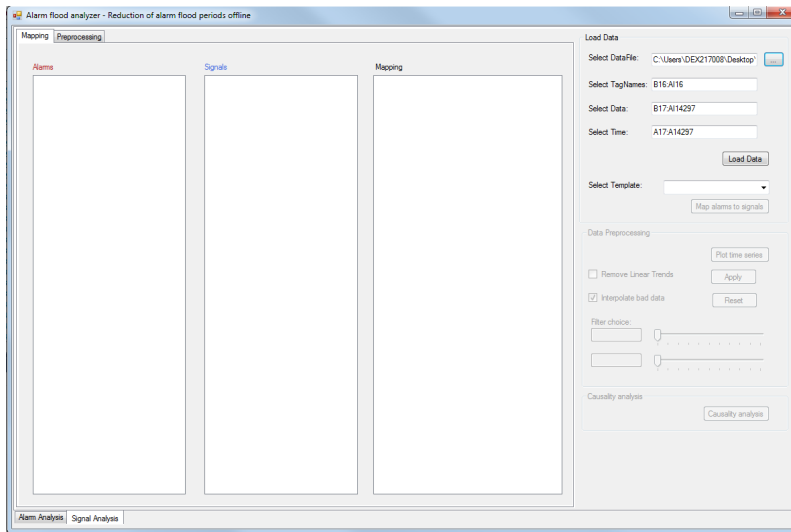 Alarm flood analyzer - Reduction of alarm flood periods offline
Mapping Preprocessing
Alarms Signals Mapping
Load Data
Select DataFile: C:\Users\DEX217008\Desktop\ ...
Select TagNames: B16:AI16
Select Data: B17:AI14297
Select Time: A17:A14297
Load Data
Select Template:
Map alarms to signals
Data Preprocessing
Plot time series
Remove Linear Trends Apply
Interpolate bad data Reset
Filter choice:
Causality analysis
Causality analysis
Alarm Analysis Signal Analysis